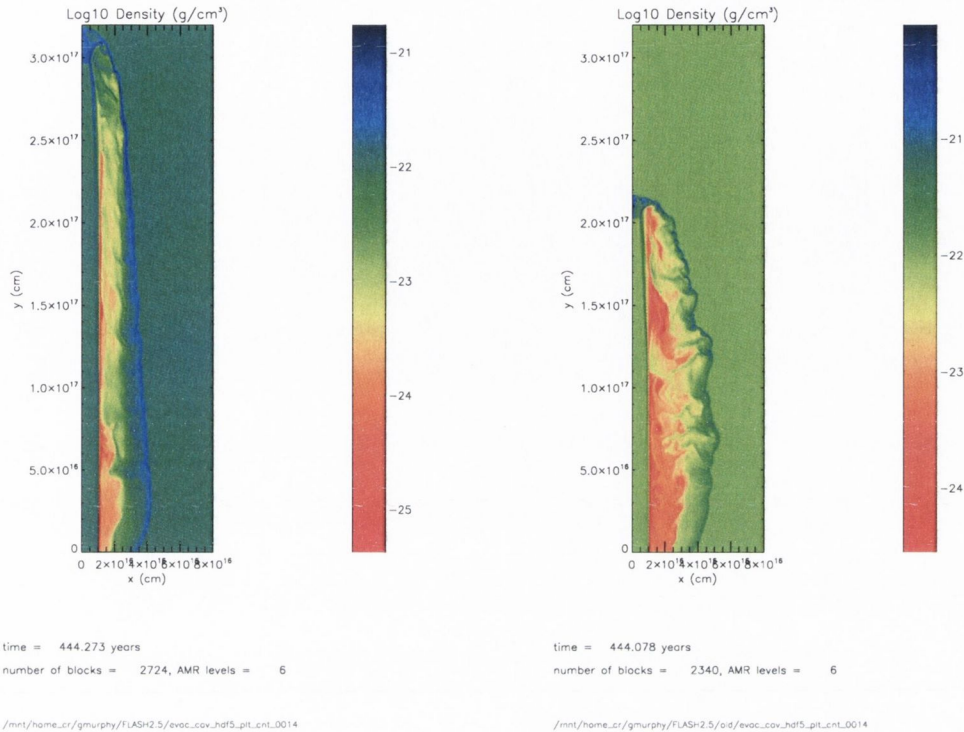 Log10 Density (g/cm³)
3.0×10¹⁷
2.5×10¹⁷
2.0×10¹⁷
1.5×10¹⁷
1.0×10¹⁷
5.0×10¹⁶
0
y (cm)
0
x (cm)
-21
-22
-23
-24
-25
time = 444.273 years
number of blocks = 2724, AMR levels = 6
/mnt/home_cr/gmurphy/FLASH2.5/evac_cav_hdf5_plt_cnt_0014
Log10 Density (g/cm³)
3.0×10¹⁷
2.5×10¹⁷
2.0×10¹⁷
1.5×10¹⁷
1.0×10¹⁷
5.0×10¹⁶
0
y (cm)
0
x (cm)
-21
-22
-23
-24
time = 444.078 years
number of blocks = 2340, AMR levels = 6
/mnt/home_cr/gmurphy/FLASH2.5/old/evac_cav_hdf5_plt_cnt_0014